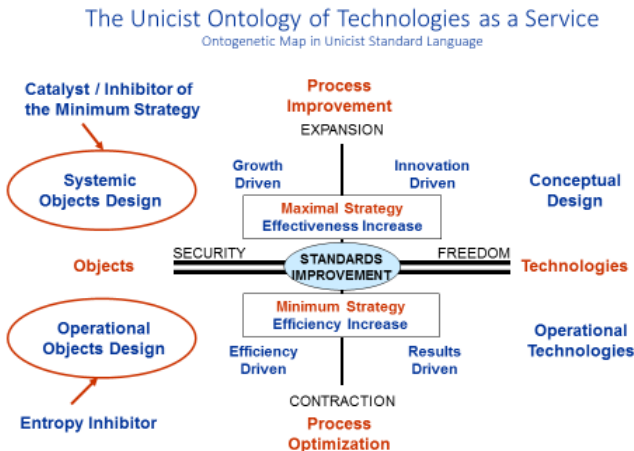 The Unicist Ontology of Technologies as a Service
Ontogenetic Map in Unicist Standard Language
Catalyst / Inhibitor of
the Minimum Strategy
Process
Improvement
EXPANSION
Systemic
Objects Design
Growth
Driven
Innovation
Driven
Conceptual
Design
Maximal Strategy
Effectiveness Increase
SECURITY
FREEDOM
Objects
STANDARDS
IMPROVEMENT
Technologies
Minimum Strategy
Efficiency Increase
Operational
Objects Design
Operational
Technologies
Efficiency
Driven
Results
Driven
CONTRACTION
Entropy Inhibitor
Process
Optimization